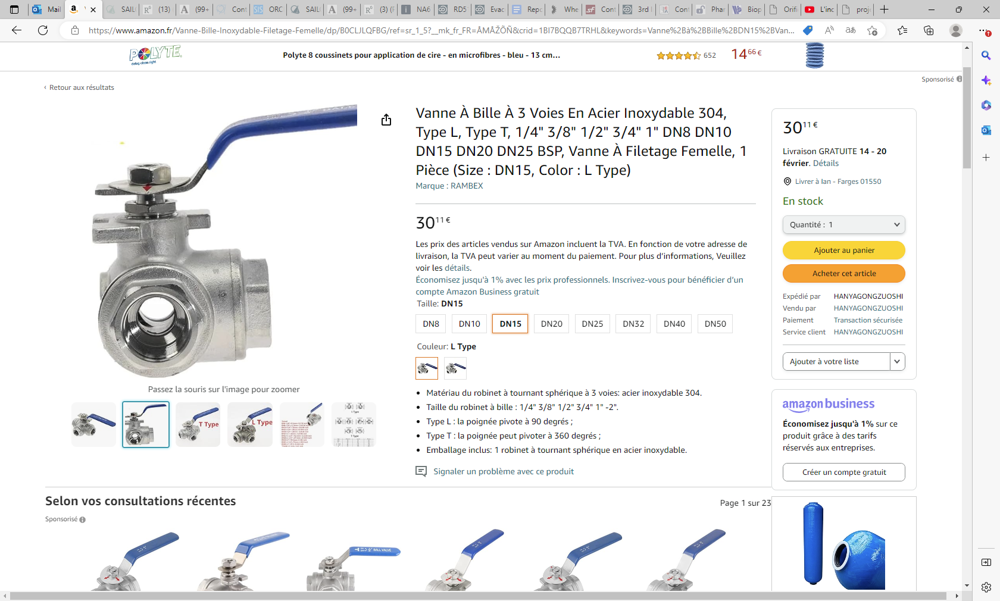 Mail
SAIL
(13)
(99+
Cont
ORC
SAIL
(99+
(3) (F
NA6
RD5
Evac
Repo
Whe
Cont
3rd I
Con
Phar
Biop
Orifi
L'inc
proj
https://www.amazon.fr/Vanne-Bille-Inoxydable-Filetage-Femelle/dp/B0CLJLQFBG/ref=sr_1_5?__mk_fr_FR=ÅMÅŽÕÑ&crid=1BI7BQQB7TRHL&keywords=Vanne%2Bà%2BBille%2BDN15%2BVan...
POLYTE
Polyte 8 coussinets pour application de cire - en microfibres - bleu - 13 cm...
652
14 66 €
Sponsorisé
‹ Retour aux résultats
Vanne À Bille À 3 Voies En Acier Inoxydable 304,
Type L, Type T, 1/4" 3/8" 1/2" 3/4" 1" DN8 DN10
DN15 DN20 DN25 BSP, Vanne À Filetage Femelle, 1
Pièce (Size : DN15, Color : L Type)
Marque : RAMBEX
30 11 €
Les prix des articles vendus sur Amazon incluent la TVA. En fonction de votre adresse de
livraison, la TVA peut varier au moment du paiement. Pour plus d’informations, Veuillez
voir les détails.
Économisez jusqu'à 1% avec les prix professionnels. Inscrivez-vous pour bénéficier d’un
compte Amazon Business gratuit
Taille: DN15
DN8 DN10 DN15 DN20 DN25 DN32 DN40 DN50
Couleur: L Type
Matériau du robinet à tournant sphérique à 3 voies: acier inoxydable 304.
Taille du robinet à bille : 1/4" 3/8" 1/2" 3/4" 1" -2".
Type L : la poignée pivote à 90 degrés ;
Type T : la poignée peut pivoter à 360 degrés ;
Emballage inclus: 1 robinet à tournant sphérique en acier inoxydable.
Signaler un problème avec ce produit
Passez la souris sur l'image pour zoomer
T Type
L Type
30 11 €
Livraison GRATUITE 14 - 20
février. Détails
Livrer à Ian - Farges 01550
En stock
Quantité : 1
Ajouter au panier
Acheter cet article
Expédié par HANYAGONGZUOSHI
Vendu par HANYAGONGZUOSHI
Paiement Transaction sécurisée
Service client HANYAGONGZUOSHI
Ajouter à votre liste
amazon business
Économisez jusqu'à 1% sur ce
produit grâce à des tarifs
réservés aux entreprises.
Créer un compte gratuit
Selon vos consultations récentes
Page 1 sur 23
Sponsorisé
BALL VALVE